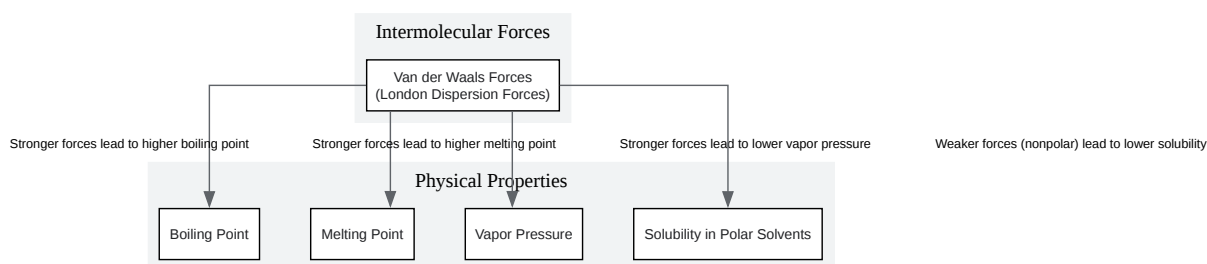 Intermolecular Forces
Van der Waals Forces
(London Dispersion Forces)
Stronger forces lead to higher boiling point
Stronger forces lead to higher melting point
Stronger forces lead to lower vapor pressure
Weaker forces (nonpolar) lead to lower solubility
Physical Properties
Boiling Point
Melting Point
Vapor Pressure
Solubility in Polar Solvents